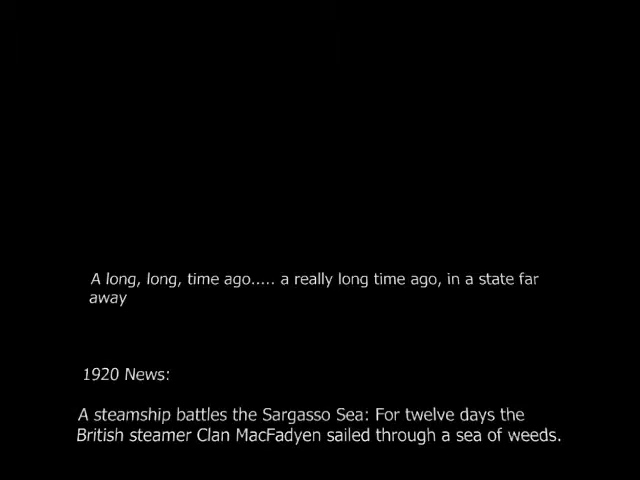 A long, long, time ago..... a really long time ago, in a state far
away
1920 News:
A steamship battles the Sargasso Sea: For twelve days the
British steamer Clan MacFadyen sailed through a sea of weeds.